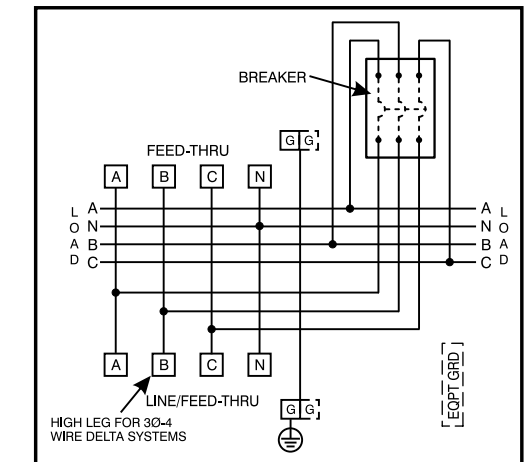 BREAKER
G G
FEED-THRU
A B C N
L O A D
A
N
B
C
A
N
B
C
L O A D
A B C N
LINE/FEED-THRU
G G
EQPT GRD
HIGH LEG FOR 3Ø-4
WIRE DELTA SYSTEMS